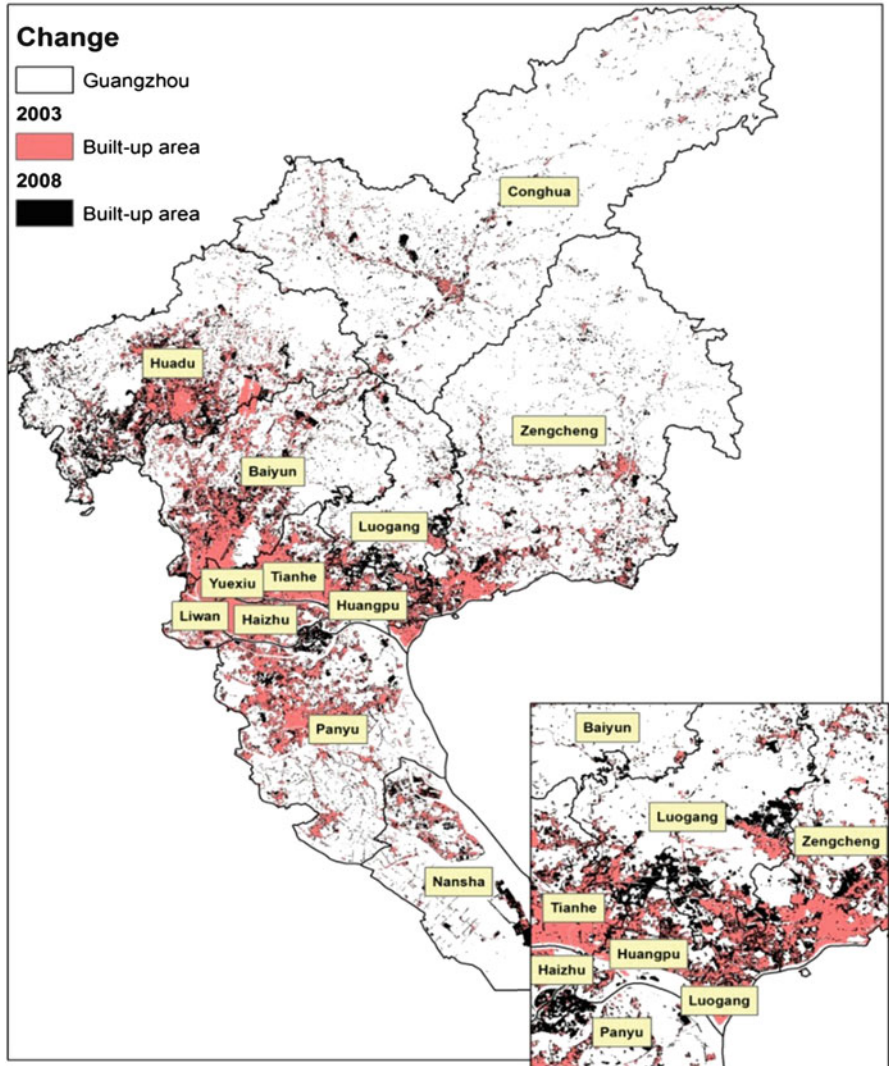 Change
Guangzhou
2003
Built-up area
2008
Built-up area
Conghua
Huadu
Zengcheng
Baiyun
Luogang
Tianhe
Yuexiu
Huangpu
Liwan
Haizhu
Panyu
Nansha
Baiyun
Luogang
Zengcheng
Tianhe
Huangpu
Haizhu
Luogang
Panyu